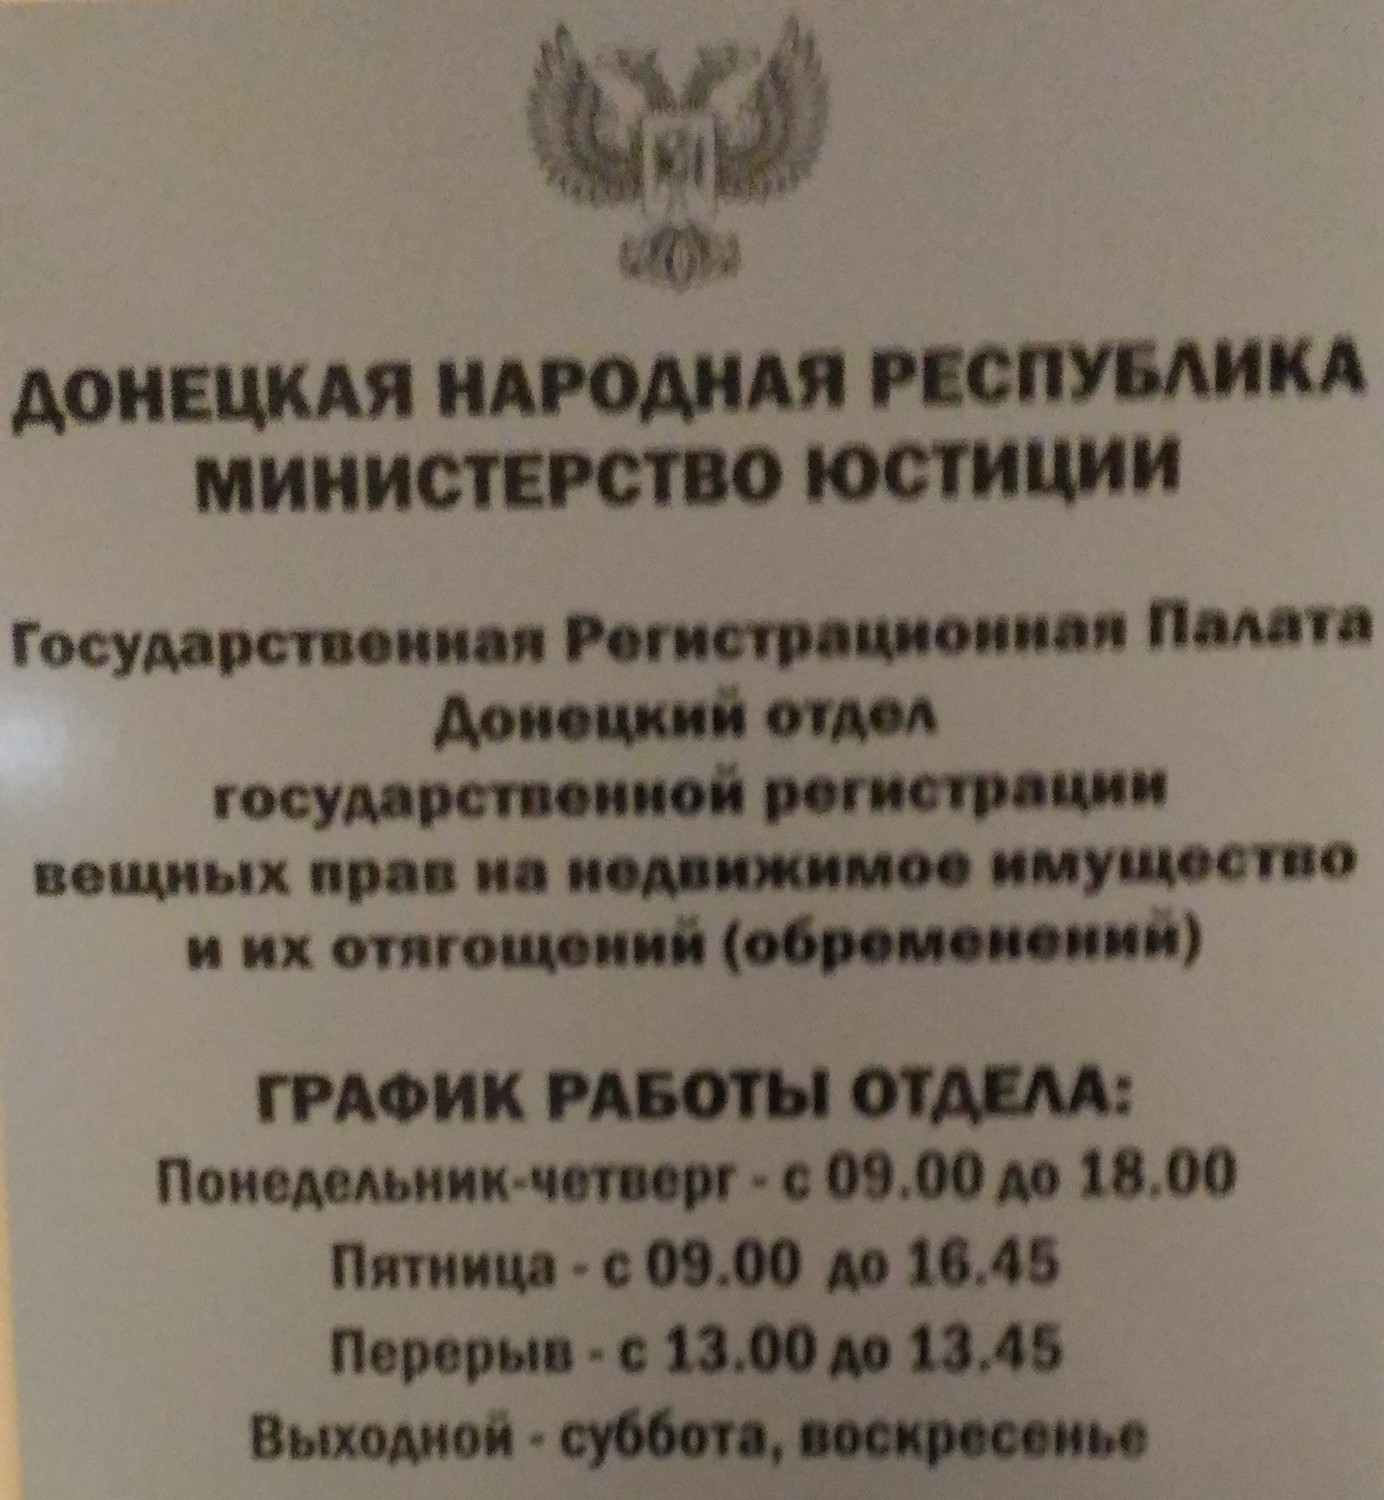 ДОНЕЦКАЯ НАРОДНАЯ РЕСПУБЛИКА
МИНИСТЕРСТВО ЮСТИЦИИ
Государственная Регистрационная Палата
Донецкий отдел
государственной регистрации
вещных прав на недвижимое имущество
и их отягощений (обременений)
ГРАФИК РАБОТЫ ОТДЕЛА:
Понедельник-четверг - с 09.00 до 18.00
Пятница - с 09.00 до 16.45
Перерыв - с 13.00 до 13.45
Выходной - суббота, воскресенье